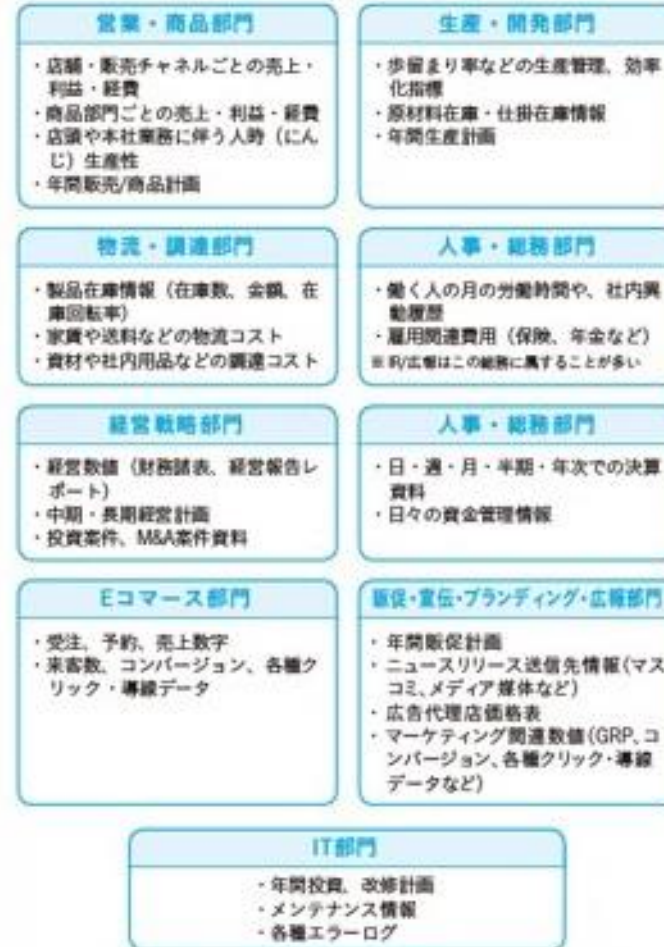 営業・商品部門
・店舗・販売チャネルごとの売上・
利益・経費
・商品部門ごとの売上・利益・経費
・店頭や本社業務に伴う人時（にん
じ）生産性
・年間販売/商品計画
生産・開発部門
・歩留まり率などの生産管理、効率
化指標
・原材料在庫・仕掛在庫情報
・年間生産計画
物流・調達部門
・製品在庫情報（在庫数、金額、在
庫回転率）
・家賃や送料などの物流コスト
・資材や社内用品などの調達コスト
人事・総務部門
・働く人の月の労働時間や、社内異
動履歴
・雇用関連費用（保険、年金など）
※IR/広報はこの総務に属することが多い
経営戦略部門
・経営数値（財務諸表、経営報告レ
ポート）
・中期・長期経営計画
・投資案件、M&A案件資料
人事・総務部門
・日・週・月・半期・年次での決算
資料
・日々の資金管理情報
Eコマース部門
・受注、予約、売上数字
・来客数、コンバージョン、各種ク
リック・導線データ
販促・宣伝・ブランディング・広報部門
・年間販促計画
・ニュースリリース送信先情報（マス
コミ、メディア媒体など）
・広告代理店価格表
・マーケティング関連数値（GRP、コ
ンバージョン、各種クリック・導線
データなど）
IT部門
・年間投資、改修計画
・メンテナンス情報
・各種エラーログ